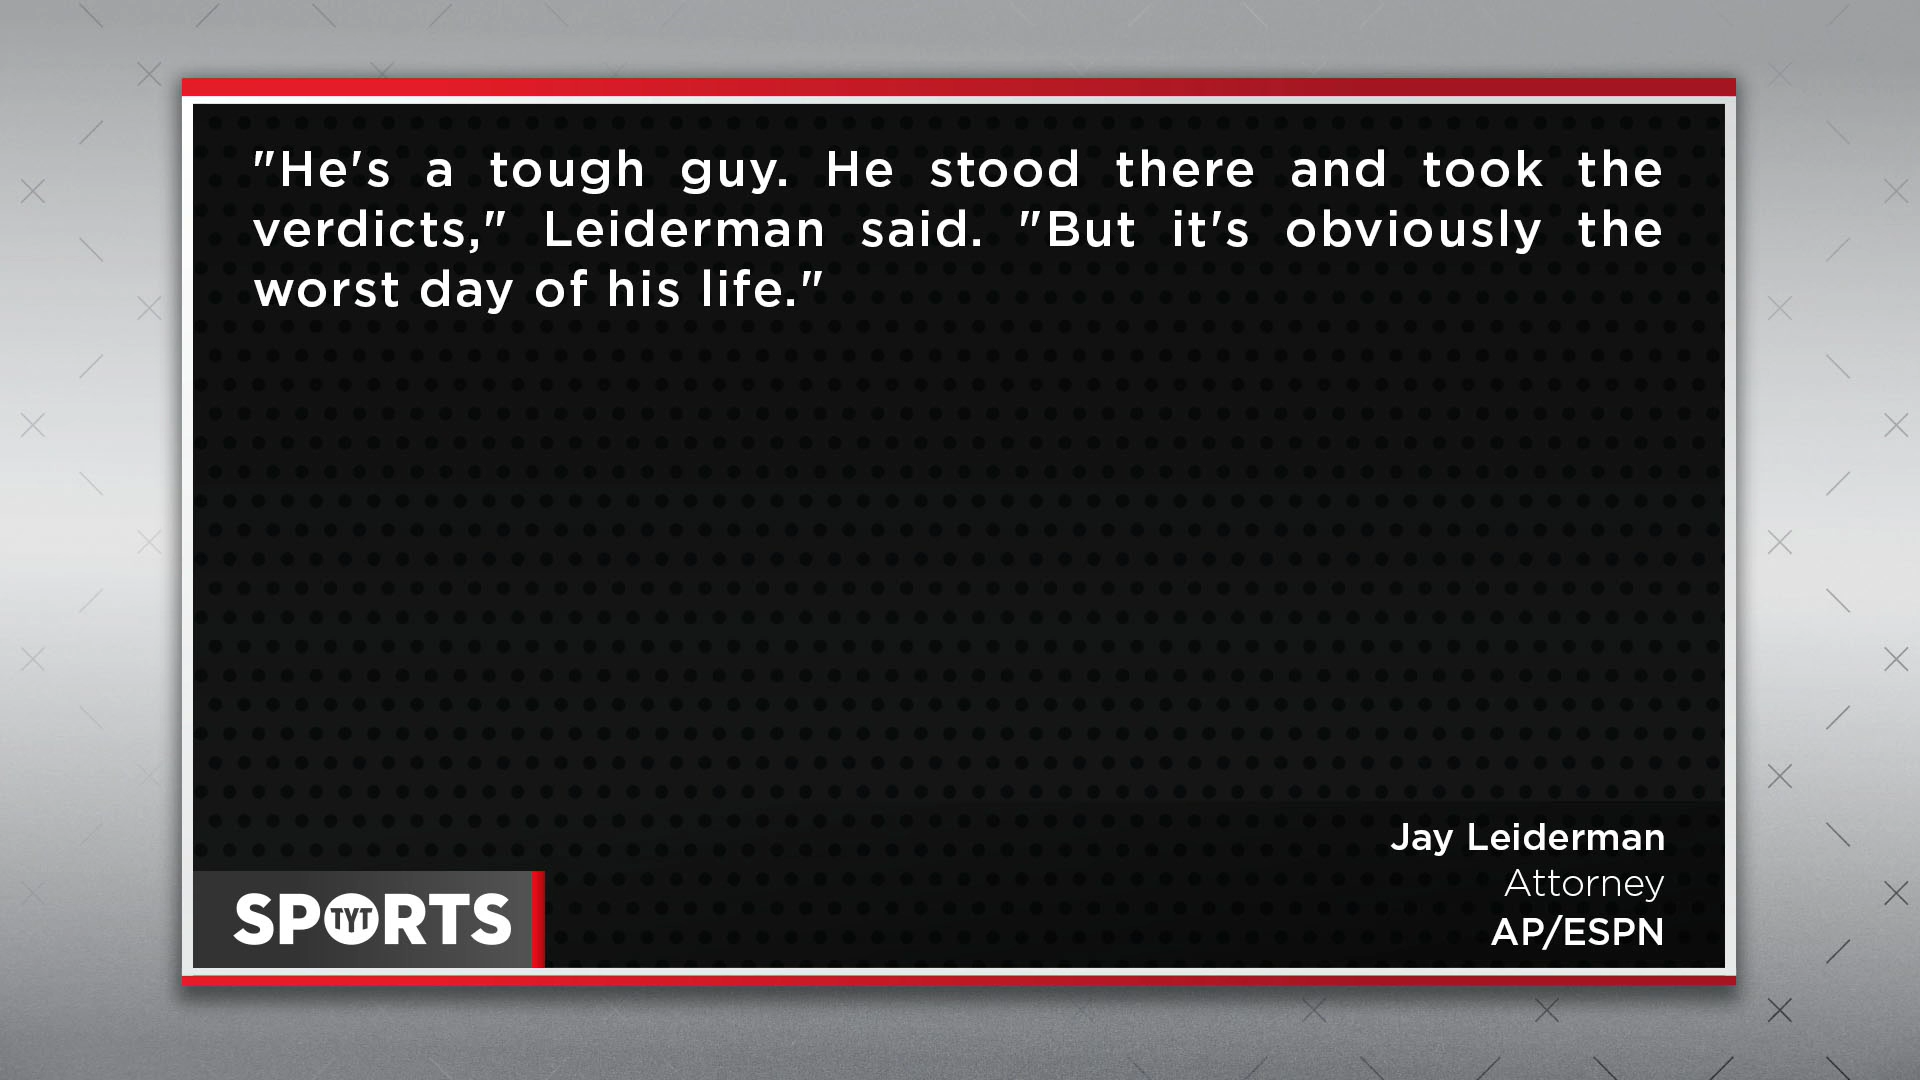 "He's a tough guy. He stood there and took the
verdicts," Leiderman said. "But it's obviously the
worst day of his life."
Jay Leiderman
Attorney
AP/ESPN
SPORTS
TYT